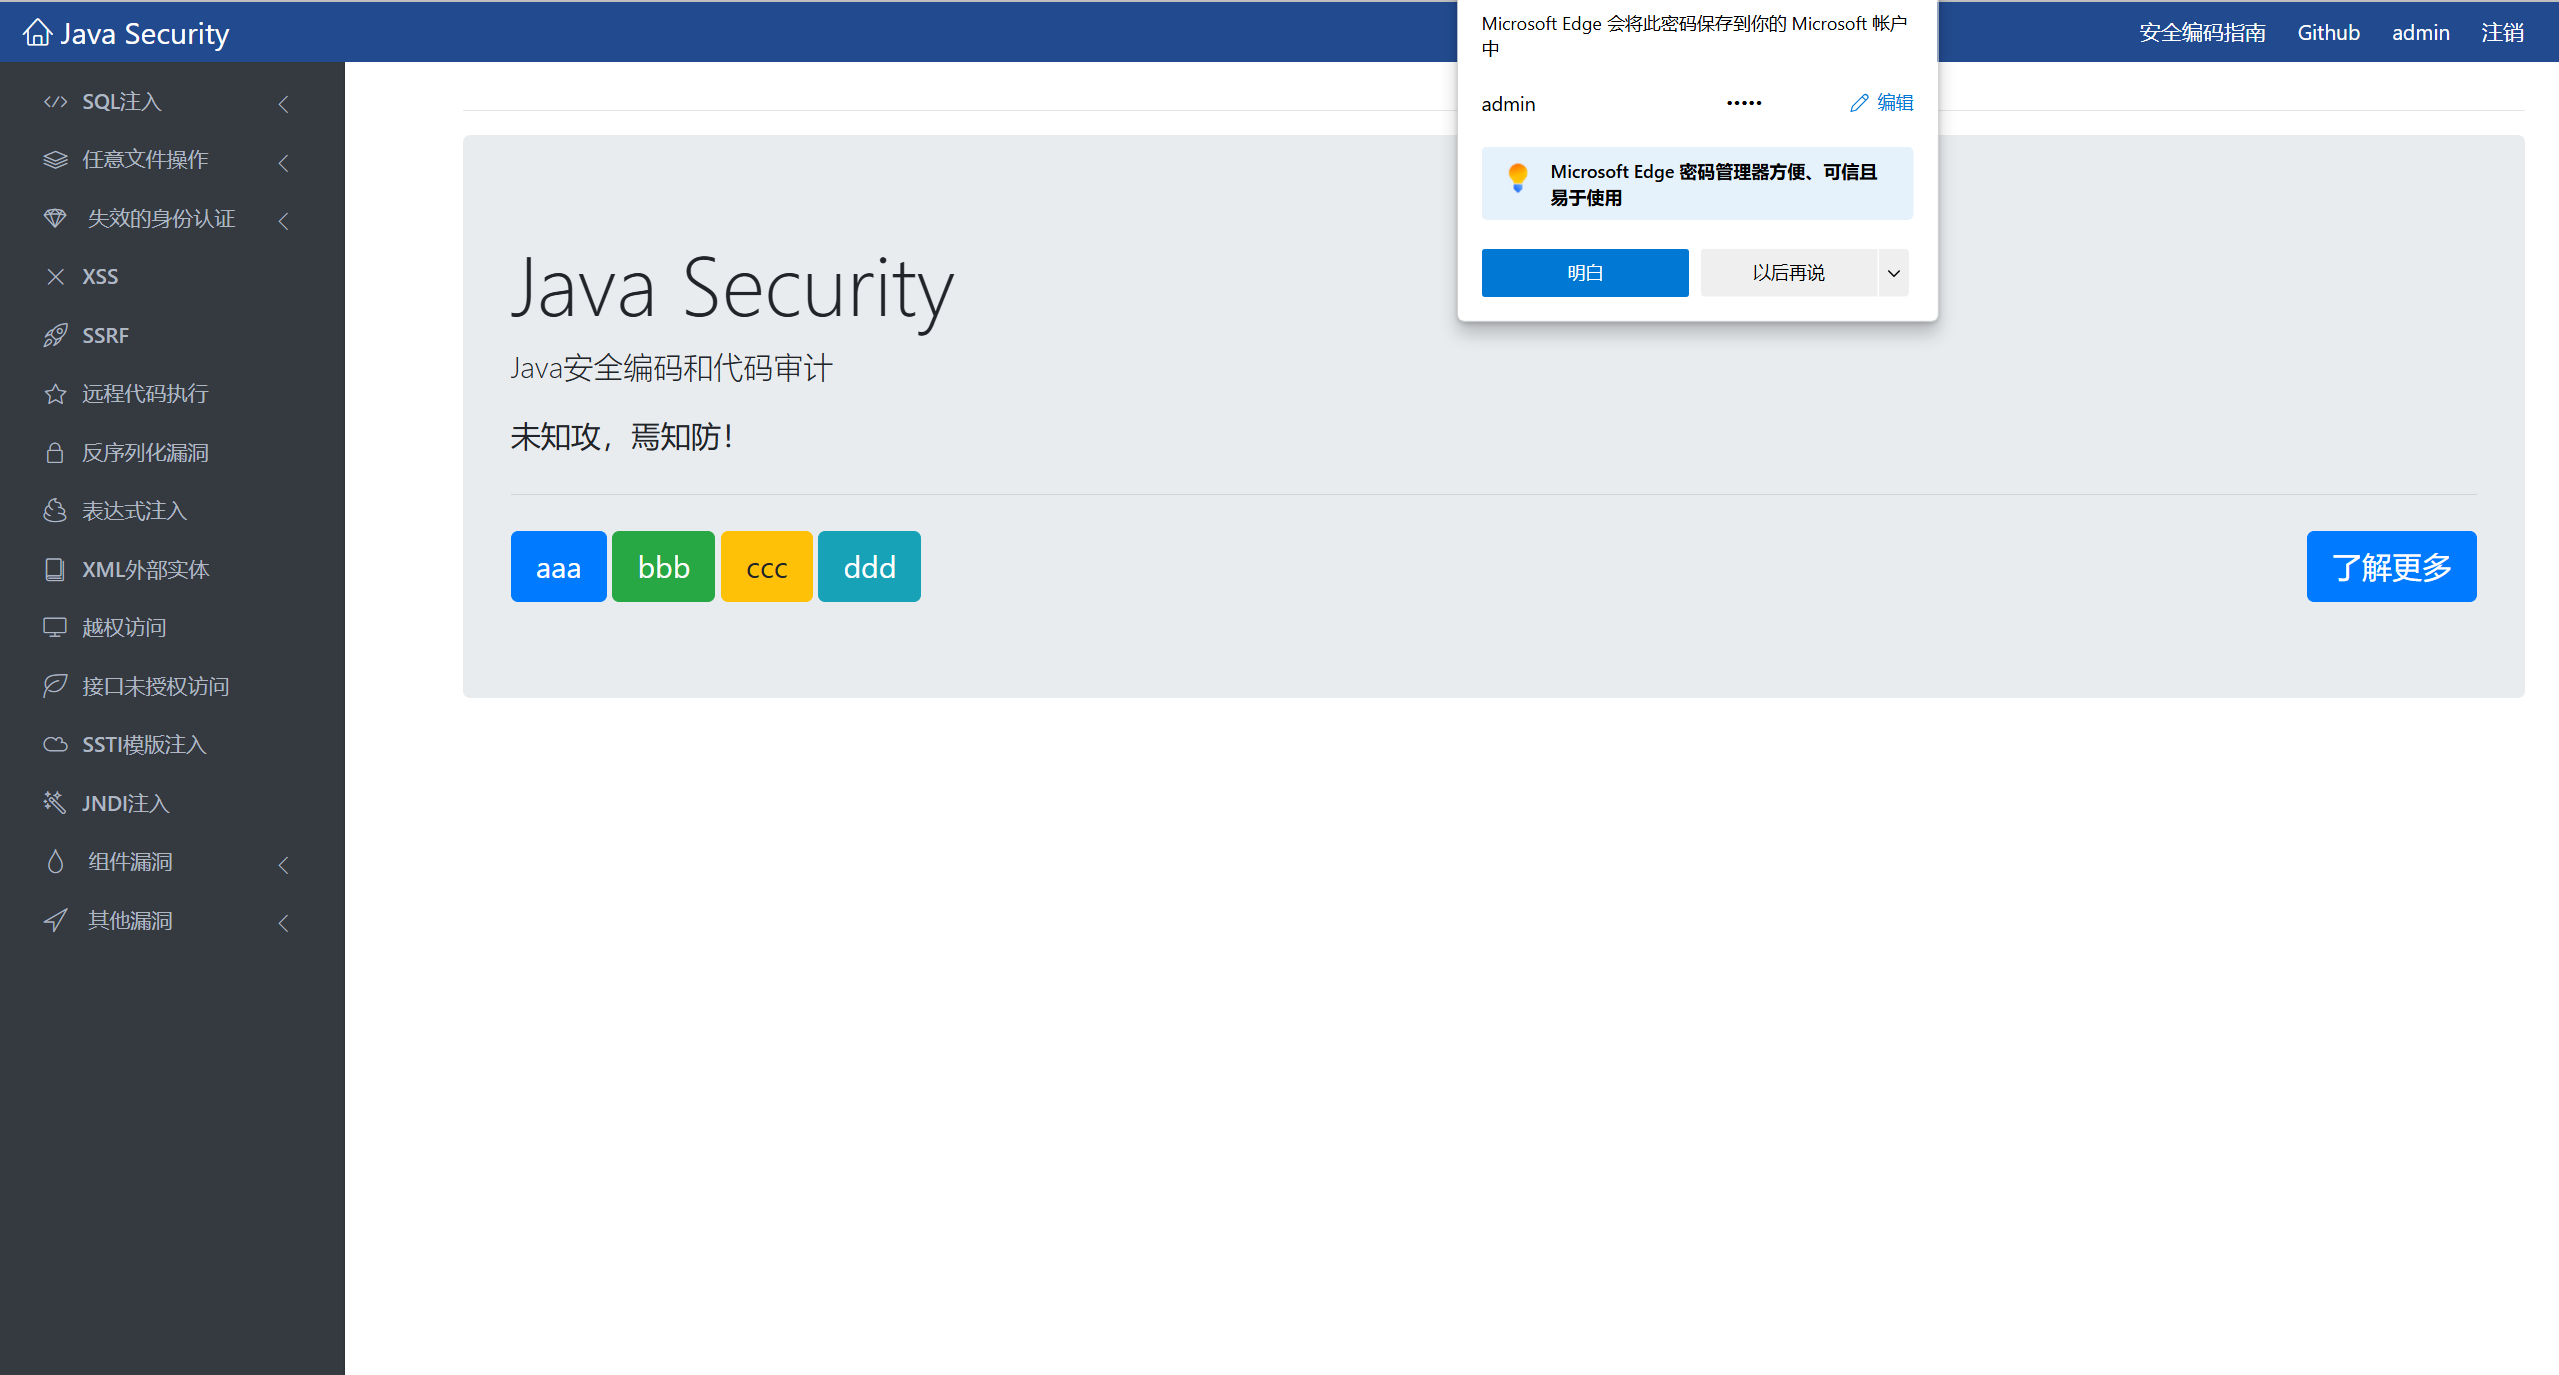 Java Security
安全编码指南
Github
admin
注销
Microsoft Edge 会将此密码保存到你的 Microsoft 帐户
中
admin
•••••
编辑
Microsoft Edge 密码管理器方便、可信且
易于使用
明白
以后再说
SQL注入
任意文件操作
失效的身份认证
XSS
SSRF
远程代码执行
反序列化漏洞
表达式注入
XML外部实体
越权访问
接口未授权访问
SSTI模版注入
JNDI注入
组件漏洞
其他漏洞
Java Security
Java安全编码和代码审计
未知攻，焉知防！
aaa
bbb
ccc
ddd
了解更多